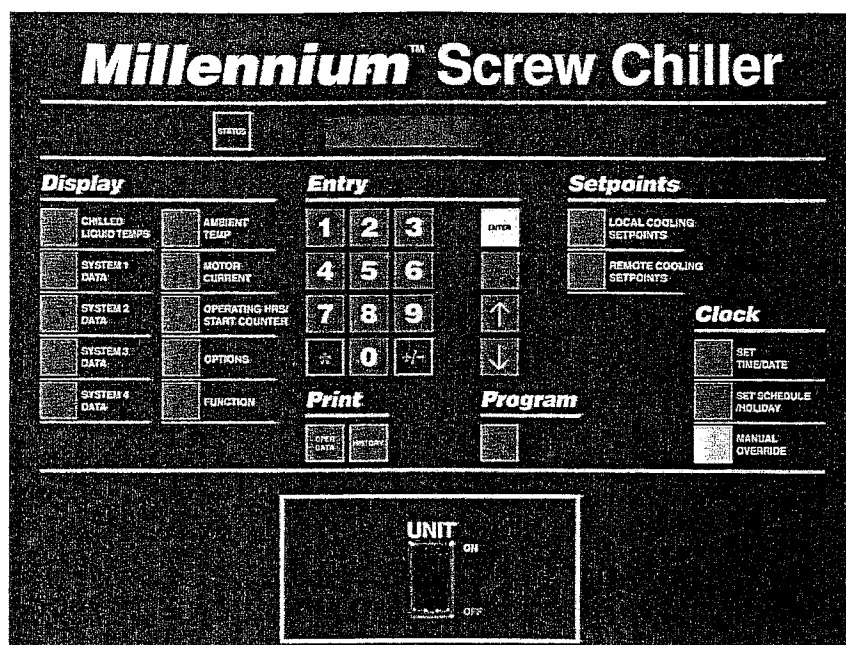 Millennium™ Screw Chiller
STATUS
Display
CHILLED
LIQUID TEMPS
SYSTEM 1
DATA
SYSTEM 2
DATA
SYSTEM 3
DATA
SYSTEM 4
DATA
AMBIENT
TEMP
MOTOR
CURRENT
OPERATING HRS/
START COUNTER
OPTIONS
FUNCTION
Entry
1 2 3
4 5 6
7 8 9
* 0 +/-
ENTER
↑
↓
Print
OPER
DATA
HISTORY
Program
Setpoints
LOCAL COOLING
SETPOINTS
REMOTE COOLING
SETPOINTS
Clock
SET
TIME/DATE
SET SCHEDULE
/HOLIDAY
MANUAL
OVERRIDE
UNIT
ON
OFF